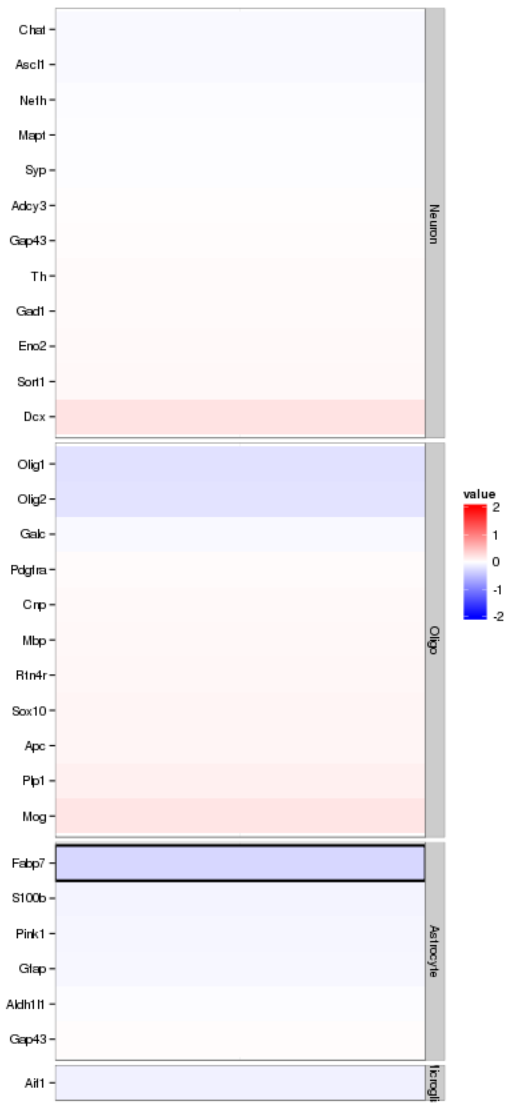 Chat
Ascl1
Nefh
Mapt
Syp
Adcy3
Gap43
Th
Gad1
Eno2
Sort1
Dcx
Neuron
Olig1
Olig2
Galc
Pdgfra
Cnp
Mbp
Rtn4r
Sox10
Apc
Plp1
Mog
Oligo
Fabp7
S100b
Pink1
Gfap
Aldh1l1
Gap43
Astrocyte
Aif1
value
2
1
0
-1
-2